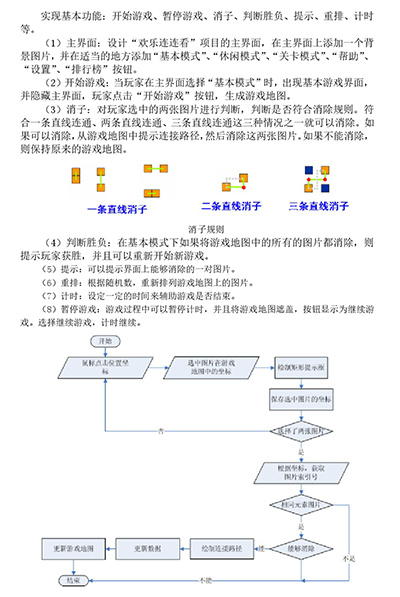 实现基本功能：开始游戏、暂停游戏、消子、判断胜负、提示、重排、计时
等。
（1）主界面：设计“欢乐连连看”项目的主界面，在主界面上添加一个背
景图片，并在适当的地方添加“基本模式”、“休闲模式”、“关卡模式”、“帮助”、
“设置”、“排行榜”按钮。
（2）开始游戏：当玩家在主界面选择“基本模式”时，出现基本游戏界面，
并隐藏主界面，玩家点击“开始游戏”按钮，生成游戏地图。
（3）消子：对玩家选中的两张图片进行判断，判断是否符合消除规则。符
合一条直线连通、两条直线连通、三条直线连通这三种情况之一就可以消除。如
果可以消除，从游戏地图中提示连接路径，然后消除这两张图片。如果不能消除，
则保持原来的游戏地图。
一条直线消子
二条直线消子
三条直线消子
消子规则
（4）判断胜负：在基本模式下如果将游戏地图中的所有的图片都消除，则
提示玩家获胜，并且可以重新开始新游戏。
（5）提示：可以提示界面上能够消除的一对图片。
（6）重排：根据随机数，重新排列游戏地图上的图片。
（7）计时：设定一定的时间来辅助游戏是否结束。
（8）暂停游戏：游戏过程中可以暂停计时，并且将游戏地图遮盖，按钮显示为继续游
戏。选择继续游戏，计时继续。
开始
鼠标点击位置坐
标
选中图片在游戏
地图中的坐标
绘制矩形提示框
保存选中图片的坐标
选择了两张图片
否
是
根据坐标，获取
图片索引号
相同元素图片
是
不是
能够消除
能
绘制连接路径
更新数据
更新游戏地图
结束
不能